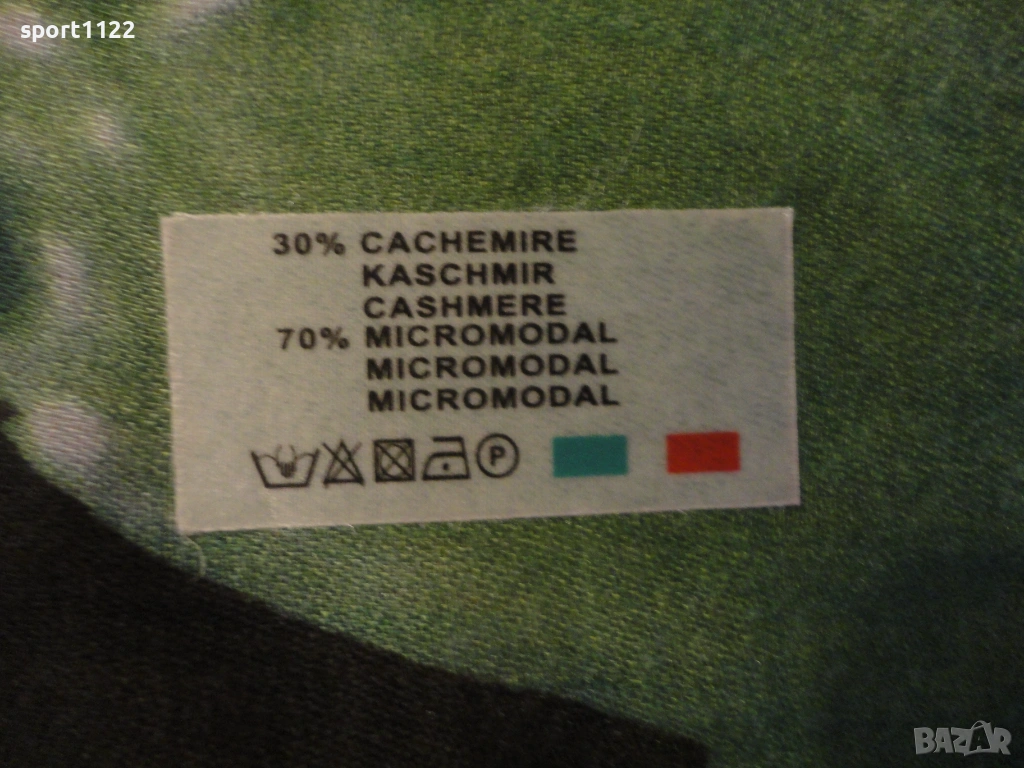 sport1122
30% CACHEMIRE
KASCHMIR
CASHMERE
70% MICROMODAL
MICROMODAL
MICROMODAL
P
BAZAR